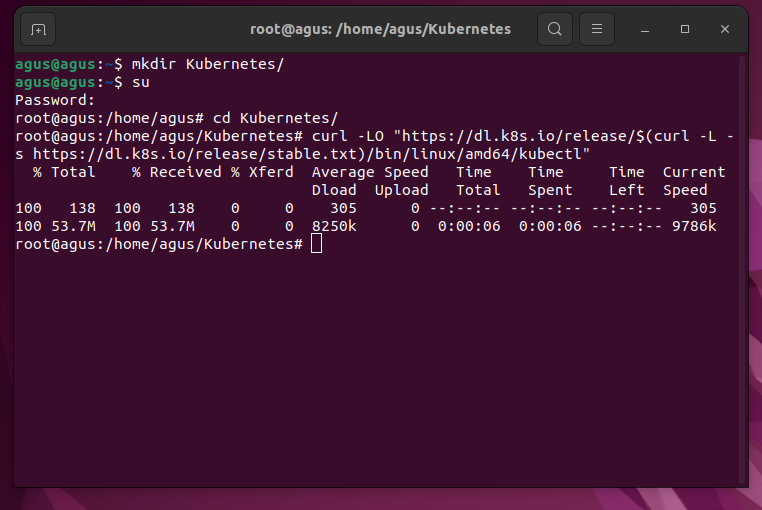 root@agus: /home/agus/Kubernetes
agus@agus:~$ mkdir Kubernetes/
agus@agus:~$ su
Password:
root@agus:/home/agus# cd Kubernetes/
root@agus:/home/agus/Kubernetes# curl -LO "https://dl.k8s.io/release/$(curl -L -
s https://dl.k8s.io/release/stable.txt)/bin/linux/amd64/kubectl"
  % Total    % Received % Xferd  Average Speed   Time    Time     Time  Current
                                 Dload  Upload   Total   Spent    Left  Speed
100   138  100   138    0     0    305      0 --:--:-- --:--:-- --:--:--   305
100 53.7M  100 53.7M    0     0  8250k      0  0:00:06  0:00:06 --:--:-- 9786k
root@agus:/home/agus/Kubernetes#